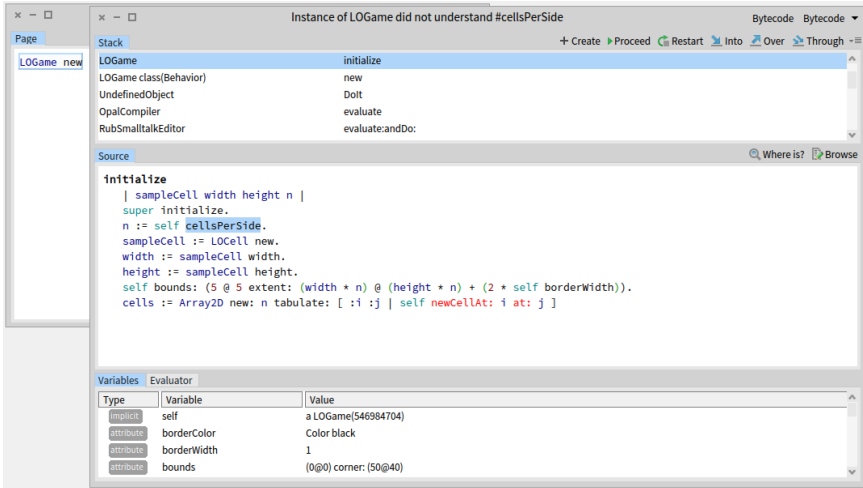 Page
LOGame new
Instance of LOGame did not understand #cellsPerSide
Bytecode Bytecode
Stack
Create Proceed Restart Into Over Through
LOGame initialize
LOGame class(Behavior) new
UndefinedObject DoIt
OpalCompiler evaluate
RubSmalltalkEditor evaluate:andDo:
Source
Where is? Browse
initialize
| sampleCell width height n |
super initialize.
n := self cellsPerSide.
sampleCell := LOCell new.
width := sampleCell width.
height := sampleCell height.
self bounds: (5 @ 5 extent: (width * n) @ (height * n) + (2 * self borderWidth)).
cells := Array2D new: n tabulate: [ :i :j | self newCellAt: i at: j ]
Variables Evaluator
Type Variable Value
implicit self a LOGame(546984704)
attribute borderColor Color black
attribute borderWidth 1
attribute bounds (0@0) corner: (50@40)